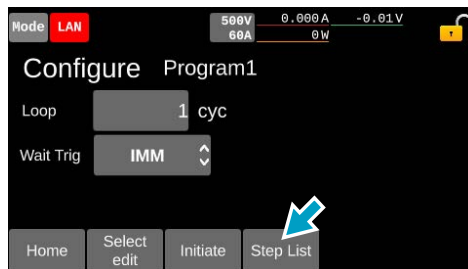 Mode LAN 500V 0.000A -0.01V
60A 0W
Configure Program1
Loop 1 cyc
Wait Trig IMM
Home Select edit Initiate Step List